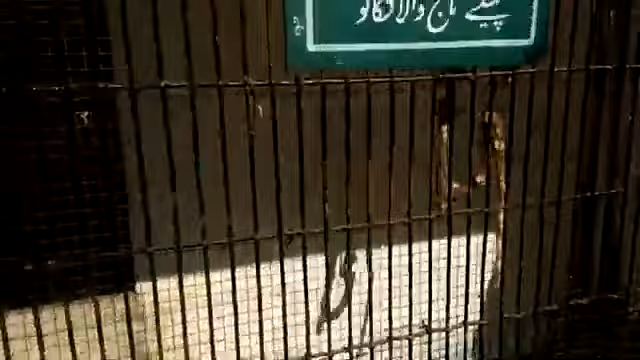 پیلے تاج والا کاکاٹو